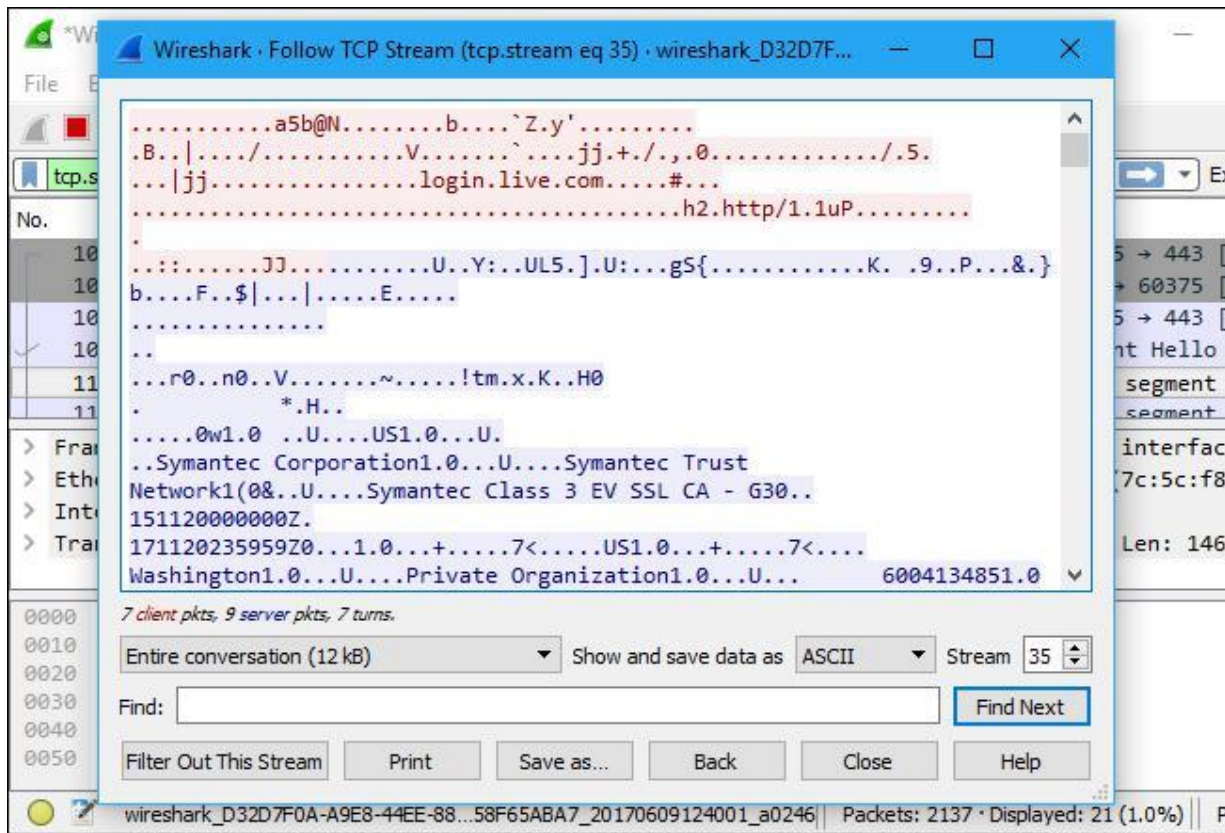 *Wi
Wireshark · Follow TCP Stream (tcp.stream eq 35) · wireshark_D32D7F...
File
tcp.s
No.
...........a5b@N........b....`Z.y'.........
.B..|..../...........V.......`....jj.+./.,.0............./.5.
...|jj................login.live.com.....#...
..........................................h2.http/1.1uP.........
.
..::......JJ.............U..Y:..UL5.].U:...gS{............K. .9..P...&.}
b....F..$|...|.....E.....
...............
..
...r0..n0..V.......~.....!tm.x.K..H0
. *.H..
.....0w1.0 ..U....US1.0...U.
..Symantec Corporation1.0...U....Symantec Trust
Network1(0&..U....Symantec Class 3 EV SSL CA - G30..
151120000000Z.
171120235959Z0...1.0...+.....7<.....US1.0...+.....7<....
Washington1.0...U....Private Organization1.0...U... 6004134851.0
10 5 → 443 [
10 → 60375 [
10 5 → 443 [
10 nt Hello
11 segment
11 segment
Fra interfac
Eth (7c:5c:f8
Int
Tra Len: 146
0000
0010
0020
0030
0040
0050
7 client pkts, 9 server pkts, 7 turns.
Entire conversation (12 kB) Show and save data as ASCII Stream 35
Find: Find Next
Filter Out This Stream Print Save as... Back Close Help
wireshark_D32D7F0A-A9E8-44EE-88...58F65ABA7_20170609124001_a0246 Packets: 2137 · Displayed: 21 (1.0%)